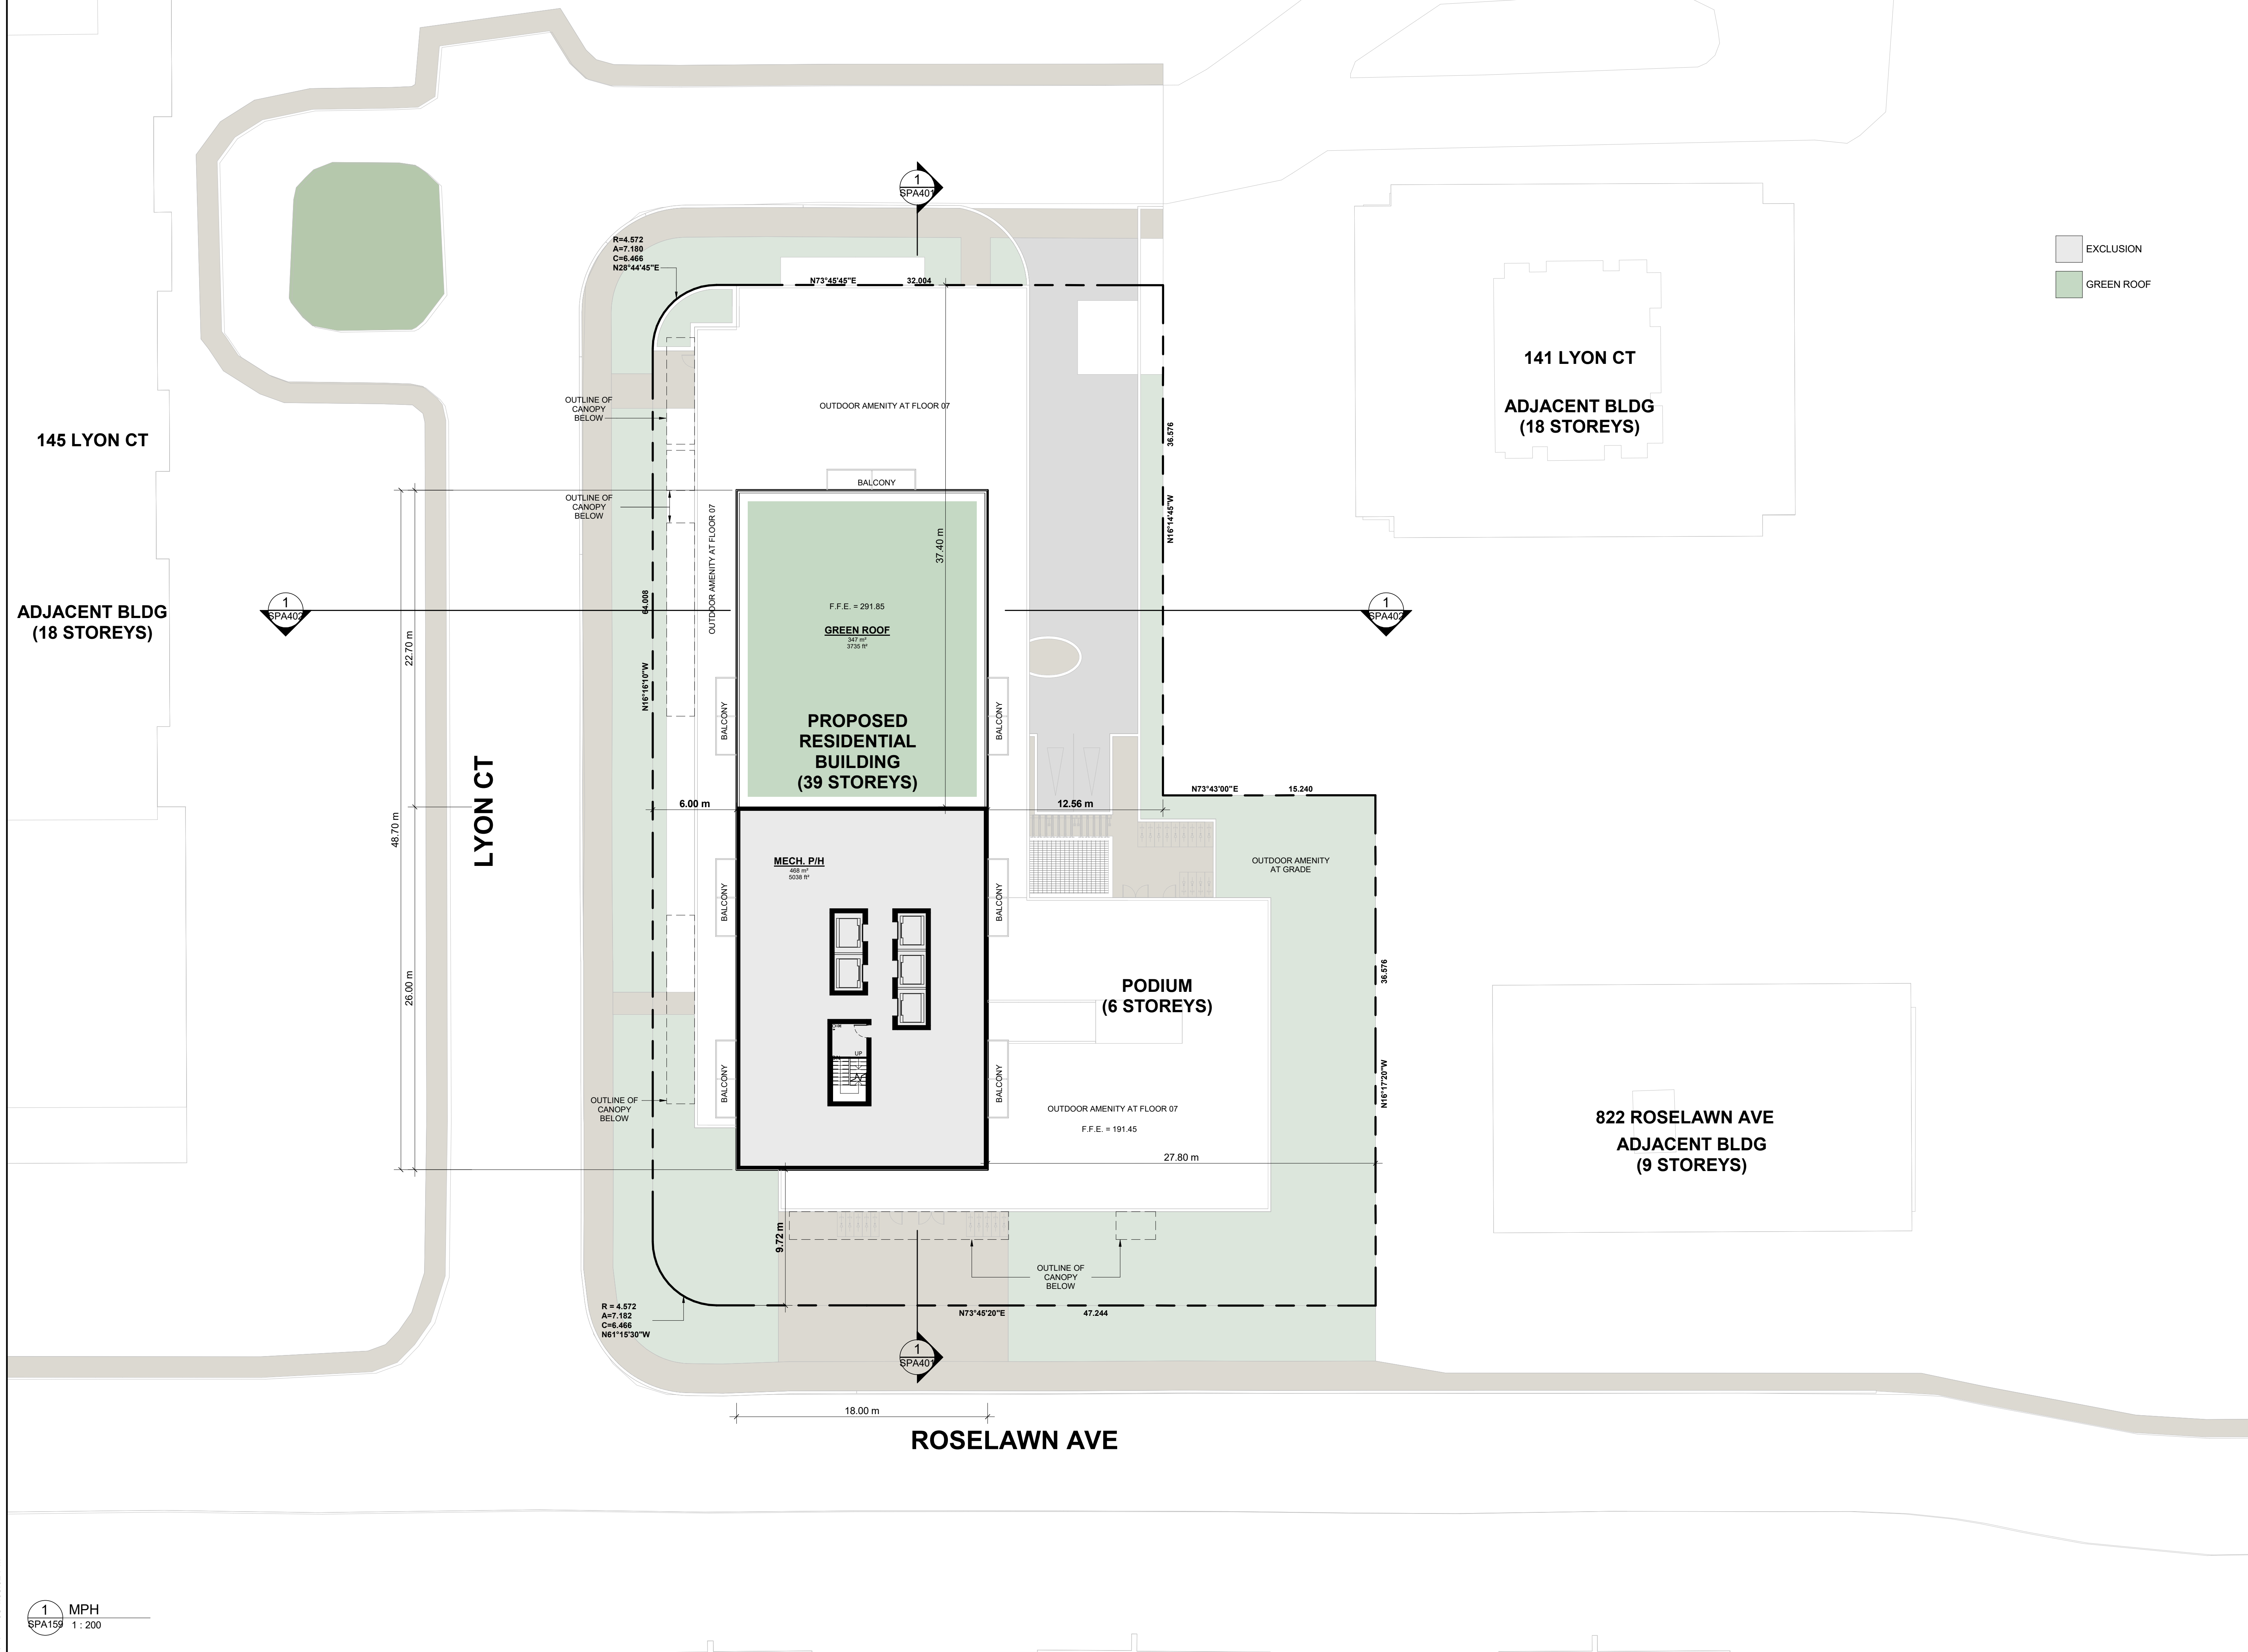 1
SPA401
R=4.572
A=7.180
C=6.466
N28°44'45"E
N73°45'45"E
32.004
EXCLUSION
GREEN ROOF
141 LYON CT
ADJACENT BLDG
(18 STOREYS)
OUTLINE OF
CANOPY
BELOW
OUTDOOR AMENITY AT FLOOR 07
36.576
N16°14'45"W
145 LYON CT
ADJACENT BLDG
(18 STOREYS)
BALCONY
OUTLINE OF
CANOPY
BELOW
OUTDOOR AMENITY AT FLOOR 07
37.40 m
1
SPA402
1
SPA402
64.008
N16°16'10"W
22.70 m
F.F.E. = 291.85
GREEN ROOF
347 m²
3735 ft²
PROPOSED
RESIDENTIAL
BUILDING
(39 STOREYS)
BALCONY
BALCONY
LYON CT
48.70 m
6.00 m
12.56 m
N73°43'00"E
15.240
MECH. P/H
468 m²
5038 ft²
OUTDOOR AMENITY
AT GRADE
BALCONY
BALCONY
26.00 m
36.576
N16°17'20"W
PODIUM
(6 STOREYS)
UP
BALCONY
BALCONY
OUTLINE OF
CANOPY
BELOW
OUTDOOR AMENITY AT FLOOR 07
F.F.E. = 191.45
27.80 m
822 ROSELAWN AVE
ADJACENT BLDG
(9 STOREYS)
9.72 m
OUTLINE OF
CANOPY
BELOW
R = 4.572
A=7.182
C=6.466
N61°15'30"W
N73°45'20"E
47.244
1
SPA401
18.00 m
ROSELAWN AVE
1
SPA159
MPH
1 : 200